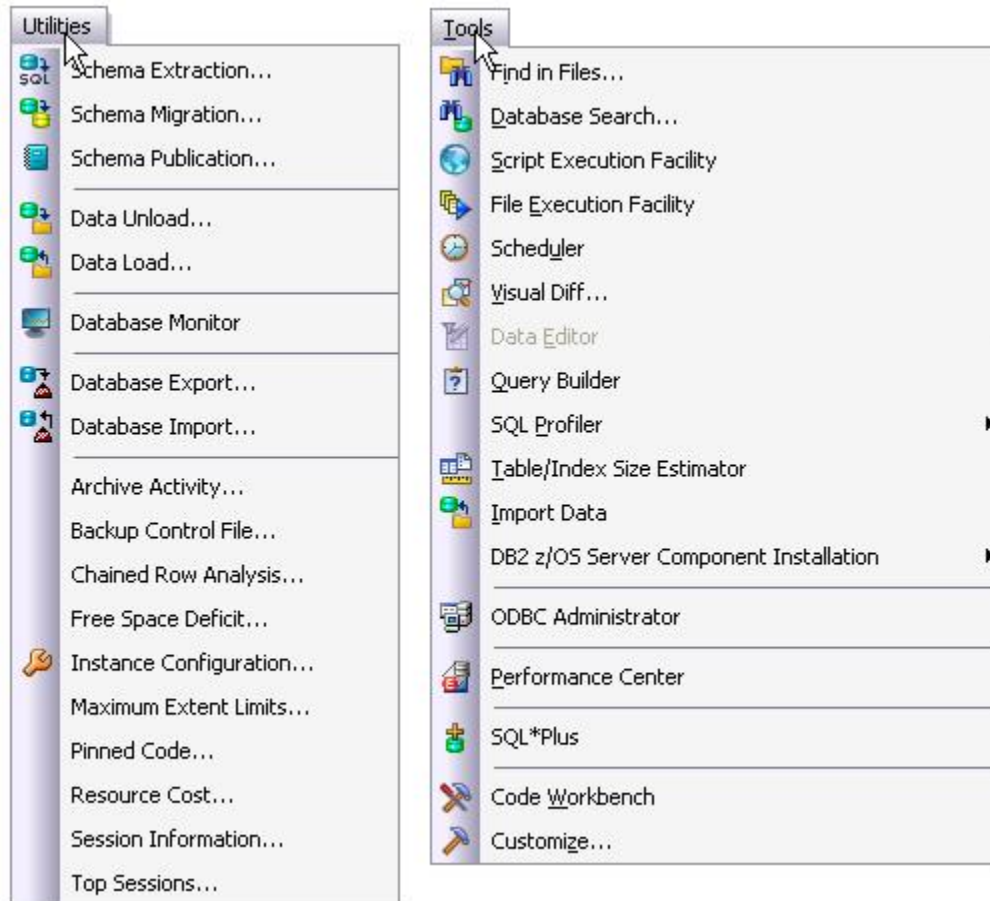 Utilities
SQL
Schema Extraction...
Schema Migration...
Schema Publication...
Data Unload...
Data Load...
Database Monitor
Database Export...
Database Import...
Archive Activity...
Backup Control File...
Chained Row Analysis...
Free Space Deficit...
Instance Configuration...
Maximum Extent Limits...
Pinned Code...
Resource Cost...
Session Information...
Top Sessions...
Tools
Find in Files...
Database Search...
Script Execution Facility
File Execution Facility
Scheduler
Visual Diff...
Data Editor
Query Builder
SQL Profiler
Table/Index Size Estimator
Import Data
DB2 z/OS Server Component Installation
ODBC Administrator
Performance Center
SQL*Plus
Code Workbench
Customize...